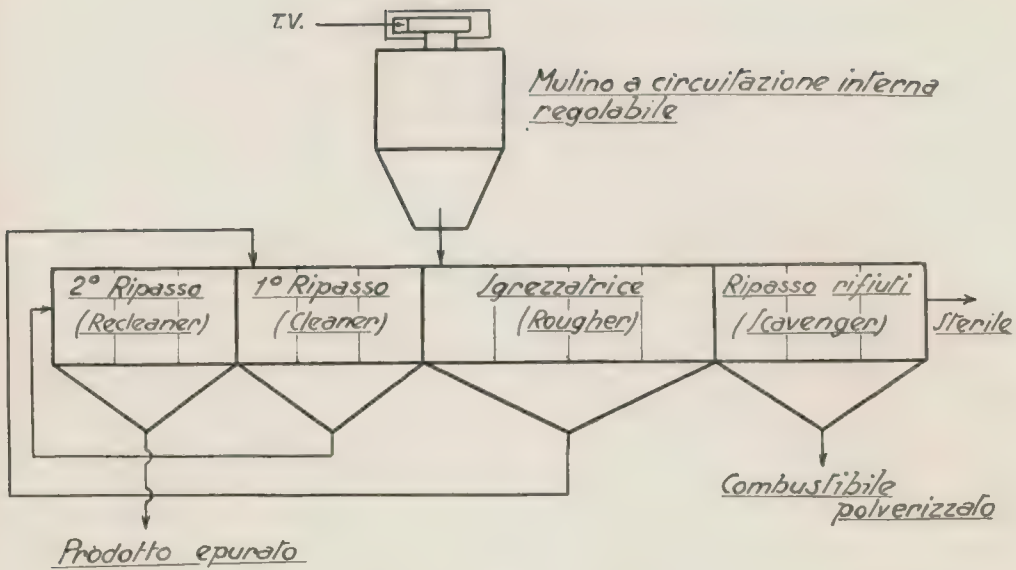 T.V.
Mulino a circuitazione interna
regolabile
2° Ripasso
(Recleaner)
1° Ripasso
(Cleaner)
Sgrezzatrice
(Rougher)
Ripasso rifiuti
(Scavenger)
Sterile
Combustibile
polverizzato
Prodotto epurato